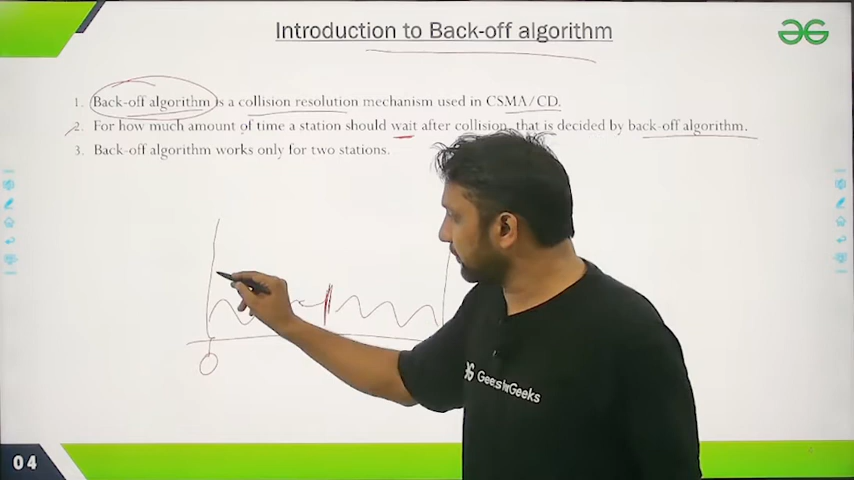 Introduction to Back-off algorithm
1. Back-off algorithm is a collision resolution mechanism used in CSMA/CD.
2. For how much amount of time a station should wait after collision, that is decided by back-off algorithm.
3. Back-off algorithm works only for two stations.
GeeksforGeeks
04